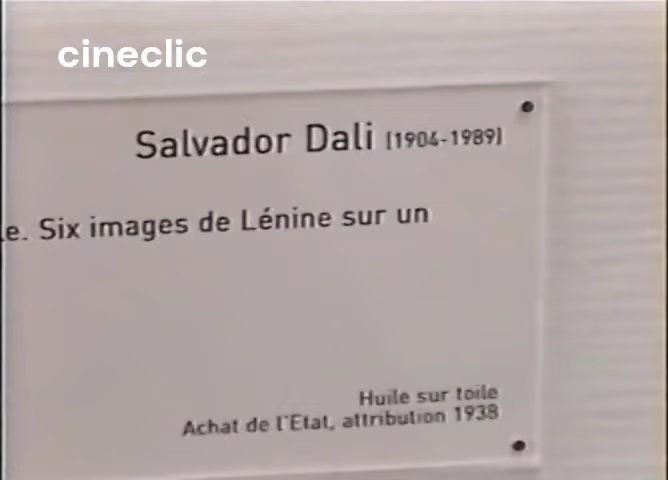 cineclic
Salvador Dali (1904-1989)
le. Six images de Lénine sur un
Huile sur toile
Achat de l'Etat, attribution 1938